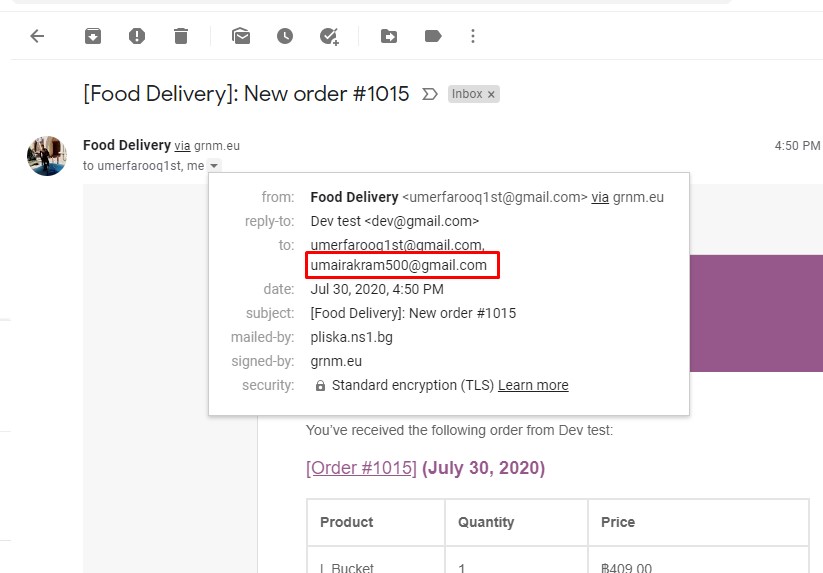 [Food Delivery]: New order #1015 Inbox ×
Food Delivery via grnm.eu 4:50 PM
to umerfarooq1st, me
from: Food Delivery <umerfarooq1st@gmail.com> via grnm.eu
reply-to: Dev test <dev@gmail.com>
to: umerfarooq1st@gmail.com,
umairakram500@gmail.com
date: Jul 30, 2020, 4:50 PM
subject: [Food Delivery]: New order #1015
mailed-by: pliska.ns1.bg
signed-by: grnm.eu
security: Standard encryption (TLS) Learn more
You've received the following order from Dev test:
[Order #1015] (July 30, 2020)
Product Quantity Price
L Bucket 1 ฿409.00